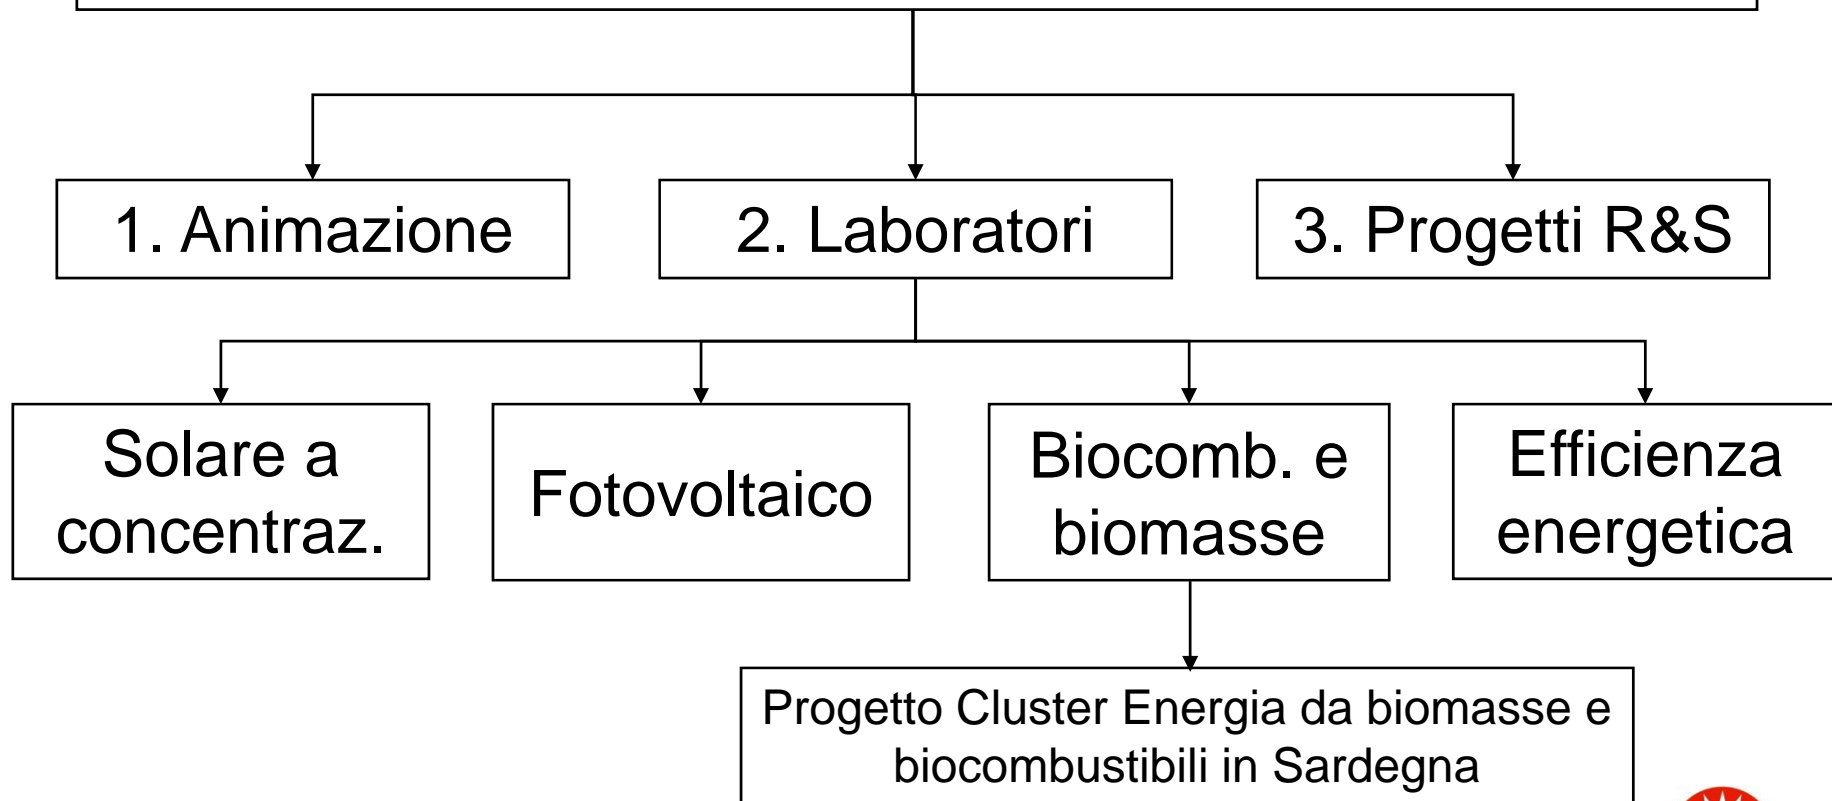 1. Animazione
2. Laboratori
3. Progetti R&S
Solare a
concentraz.
Fotovoltaico
Biocomb. e
biomasse
Efficienza
energetica
Progetto Cluster Energia da biomasse e
biocombustibili in Sardegna